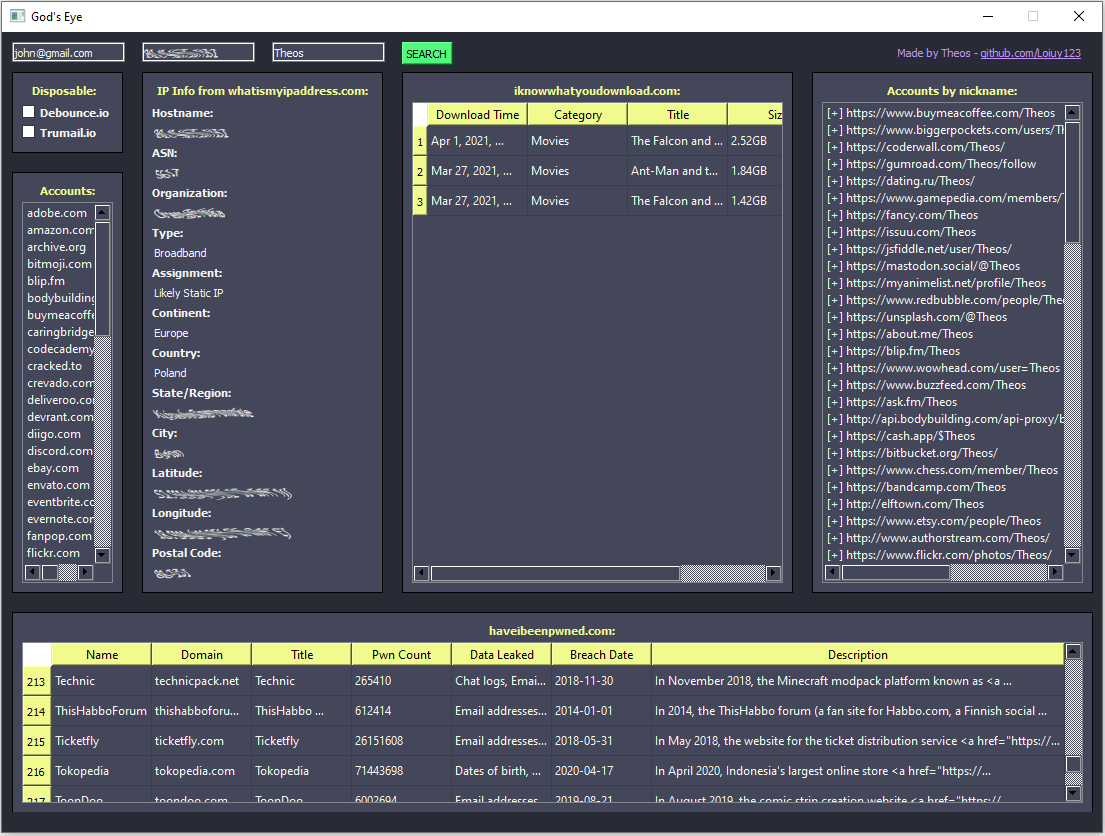 God's Eye
john@gmail.com Theos SEARCH Made by Theos - github.com/Loiuy123
Disposable:
Debounce.io
Trumail.io
Accounts:
adobe.com
amazon.com
archive.org
bitmoji.com
blip.fm
bodybuilding
buymeacoffe
caringbridge
codecademy
cracked.to
crevado.com
deliveroo.co
devrant.com
diigo.com
discord.com
ebay.com
envato.com
eventbrite.co
evernote.com
fanpop.com
flickr.com
IP Info from whatismyipaddress.com:
Hostname:
ASN:
Organization:
Type:
Broadband
Assignment:
Likely Static IP
Continent:
Europe
Country:
Poland
State/Region:
City:
Latitude:
Longitude:
Postal Code:
iknowwhatyoudownload.com:
Download Time Category Title Siz
1 Apr 1, 2021, ... Movies The Falcon and ... 2.52GB
2 Mar 27, 2021, ... Movies Ant-Man and t... 1.84GB
3 Mar 27, 2021, ... Movies The Falcon and ... 1.42GB
Accounts by nickname:
[+] https://www.buymeacoffee.com/Theos
[+] https://www.biggerpockets.com/users/Th
[+] https://coderwall.com/Theos/
[+] https://gumroad.com/Theos/follow
[+] https://dating.ru/Theos/
[+] https://www.gamepedia.com/members/
[+] https://fancy.com/Theos
[+] https://issuu.com/Theos
[+] https://jsfiddle.net/user/Theos/
[+] https://mastodon.social/@Theos
[+] https://myanimelist.net/profile/Theos
[+] https://www.redbubble.com/people/The
[+] https://unsplash.com/@Theos
[+] https://about.me/Theos
[+] https://blip.fm/Theos
[+] https://www.wowhead.com/user=Theos
[+] https://www.buzzfeed.com/Theos
[+] https://ask.fm/Theos
[+] http://api.bodybuilding.com/api-proxy/b
[+] https://cash.app/$Theos
[+] https://bitbucket.org/Theos/
[+] https://www.chess.com/member/Theos
[+] https://bandcamp.com/Theos
[+] http://elftown.com/Theos
[+] https://www.etsy.com/people/Theos
[+] http://www.authorstream.com/Theos/
[+] https://www.flickr.com/photos/Theos/
haveibeenpwned.com:
Name Domain Title Pwn Count Data Leaked Breach Date Description
213 Technic technicpack.net Technic 265410 Chat logs, Emai... 2018-11-30 In November 2018, the Minecraft modpack platform known as <a ...
214 ThisHabboForum thishabboforu... ThisHabbo ... 612414 Email addresses... 2014-01-01 In 2014, the ThisHabbo forum (a fan site for Habbo.com, a Finnish social ...
215 Ticketfly ticketfly.com Ticketfly 26151608 Email addresses... 2018-05-31 In May 2018, the website for the ticket distribution service <a href="https://...
216 Tokopedia tokopedia.com Tokopedia 71443698 Dates of birth, ... 2020-04-17 In April 2020, Indonesia's largest online store <a href="https://...
217 ToonDoo toondoo.com ToonDoo 6002694 Email addresses... 2019-08-21 In August 2019, the comic strip creation website <a href="https://...